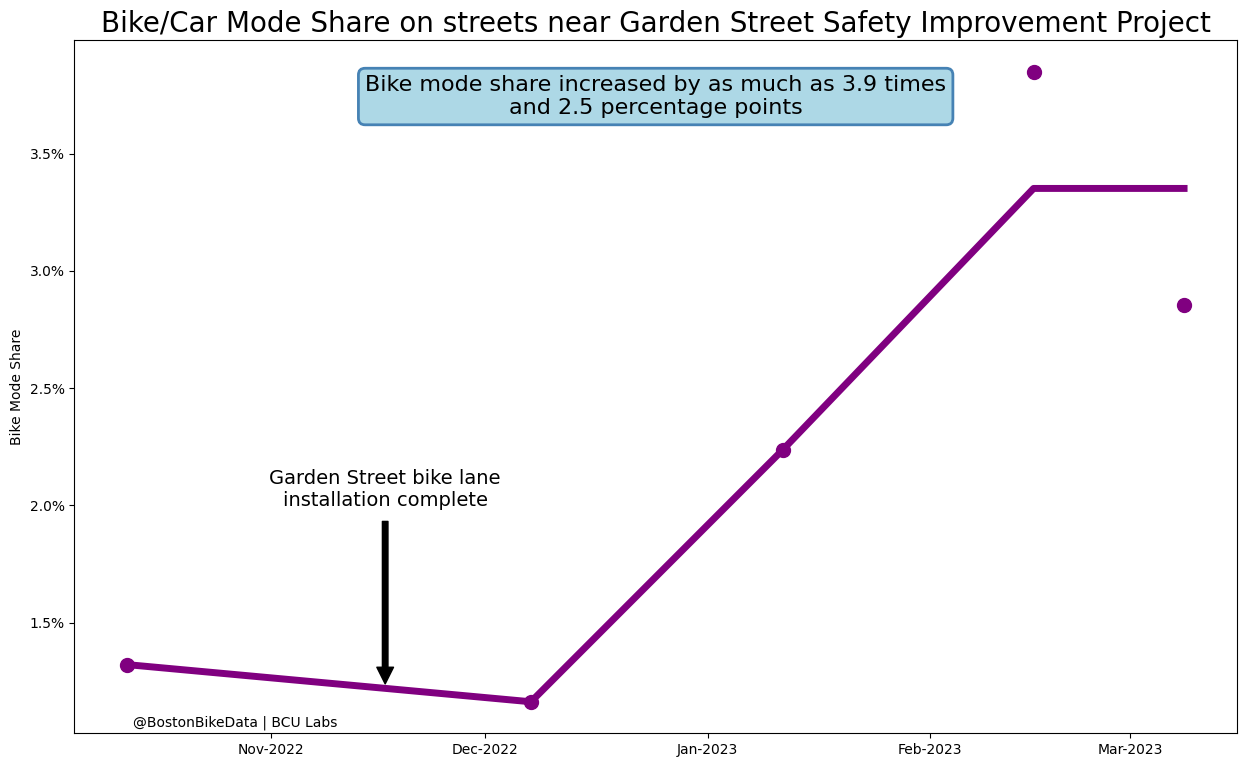 Bike/Car Mode Share on streets near Garden Street Safety Improvement Project
Bike mode share increased by as much as 3.9 times
and 2.5 percentage points
3.5%
3.0%
2.5%
2.0%
1.5%
Bike Mode Share
Garden Street bike lane
installation complete
@BostonBikeData | BCU Labs
Nov-2022
Dec-2022
Jan-2023
Feb-2023
Mar-2023